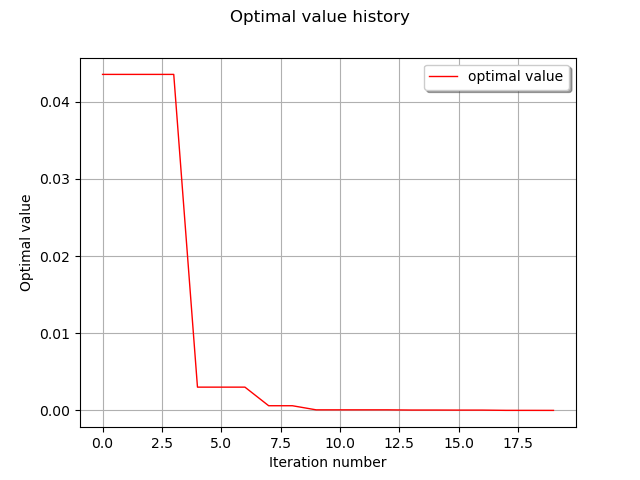 Optimal value history
optimal value
Optimal value
0.04
0.03
0.02
0.01
0.00
0.0 2.5 5.0 7.5 10.0 12.5 15.0 17.5
Iteration number